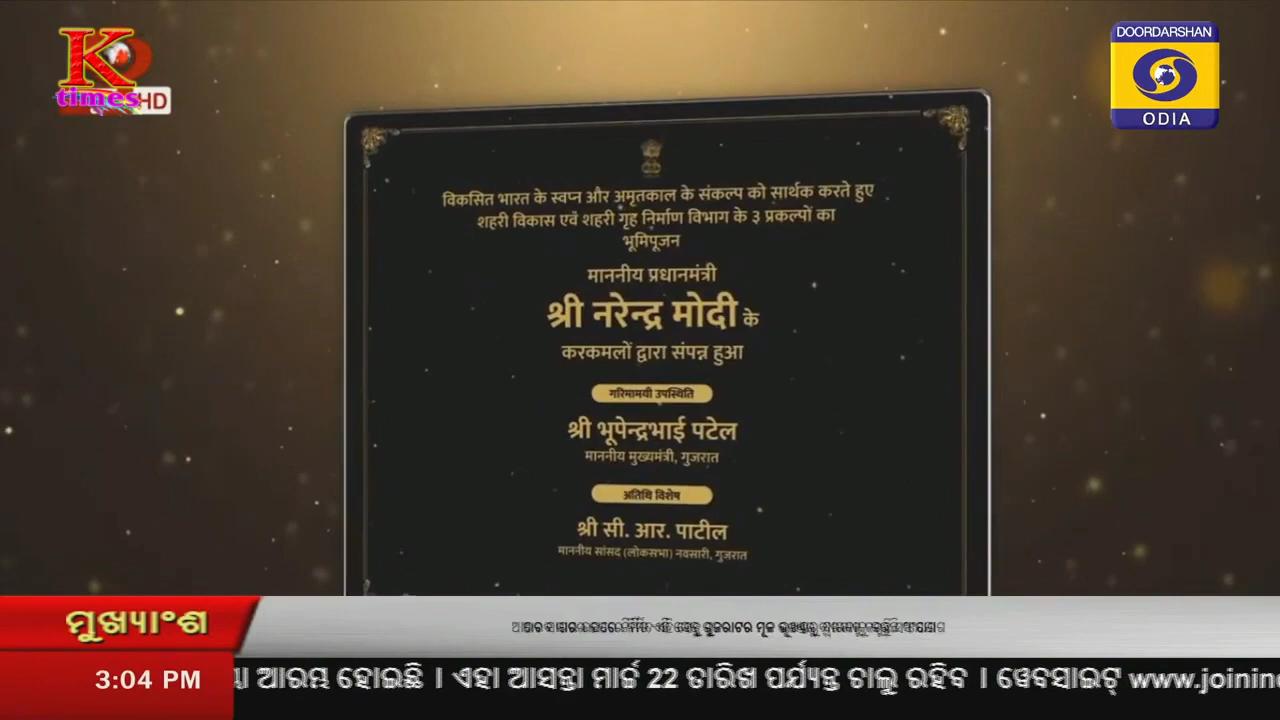 K
times HD
DOORDARSHAN
ODIA
विकसित भारत के स्वप्न और अमृतकाल के संकल्प को सार्थक करते हुए
शहरी विकास एवं शहरी गृह निर्माण विभाग के ३ प्रकल्पों का
भूमिपूजन
माननीय प्रधानमंत्री
श्री नरेन्द्र मोदी के
करकमलों द्वारा संपन्न हुआ
गरिमामयी उपस्थिति
श्री भूपेन्द्रभाई पटेल
माननीय मुख्यमंत्री, गुजरात
अतिथि विशेष
श्री सी. आर. पाटील
माननीय सांसद (लोकसभा) नवसारी, गुजरात
ମୁଖ୍ୟାଂଶ
3:04 PM
ଆରମ୍ଭ ହୋଇଛି । ଏହା ଆସନ୍ତା ମାର୍ଚ୍ଚ 22 ତାରିଖ ପର୍ଯ୍ୟନ୍ତ ଚାଲୁ ରହିବ । ୱେବସାଇଟ୍ www.joinind